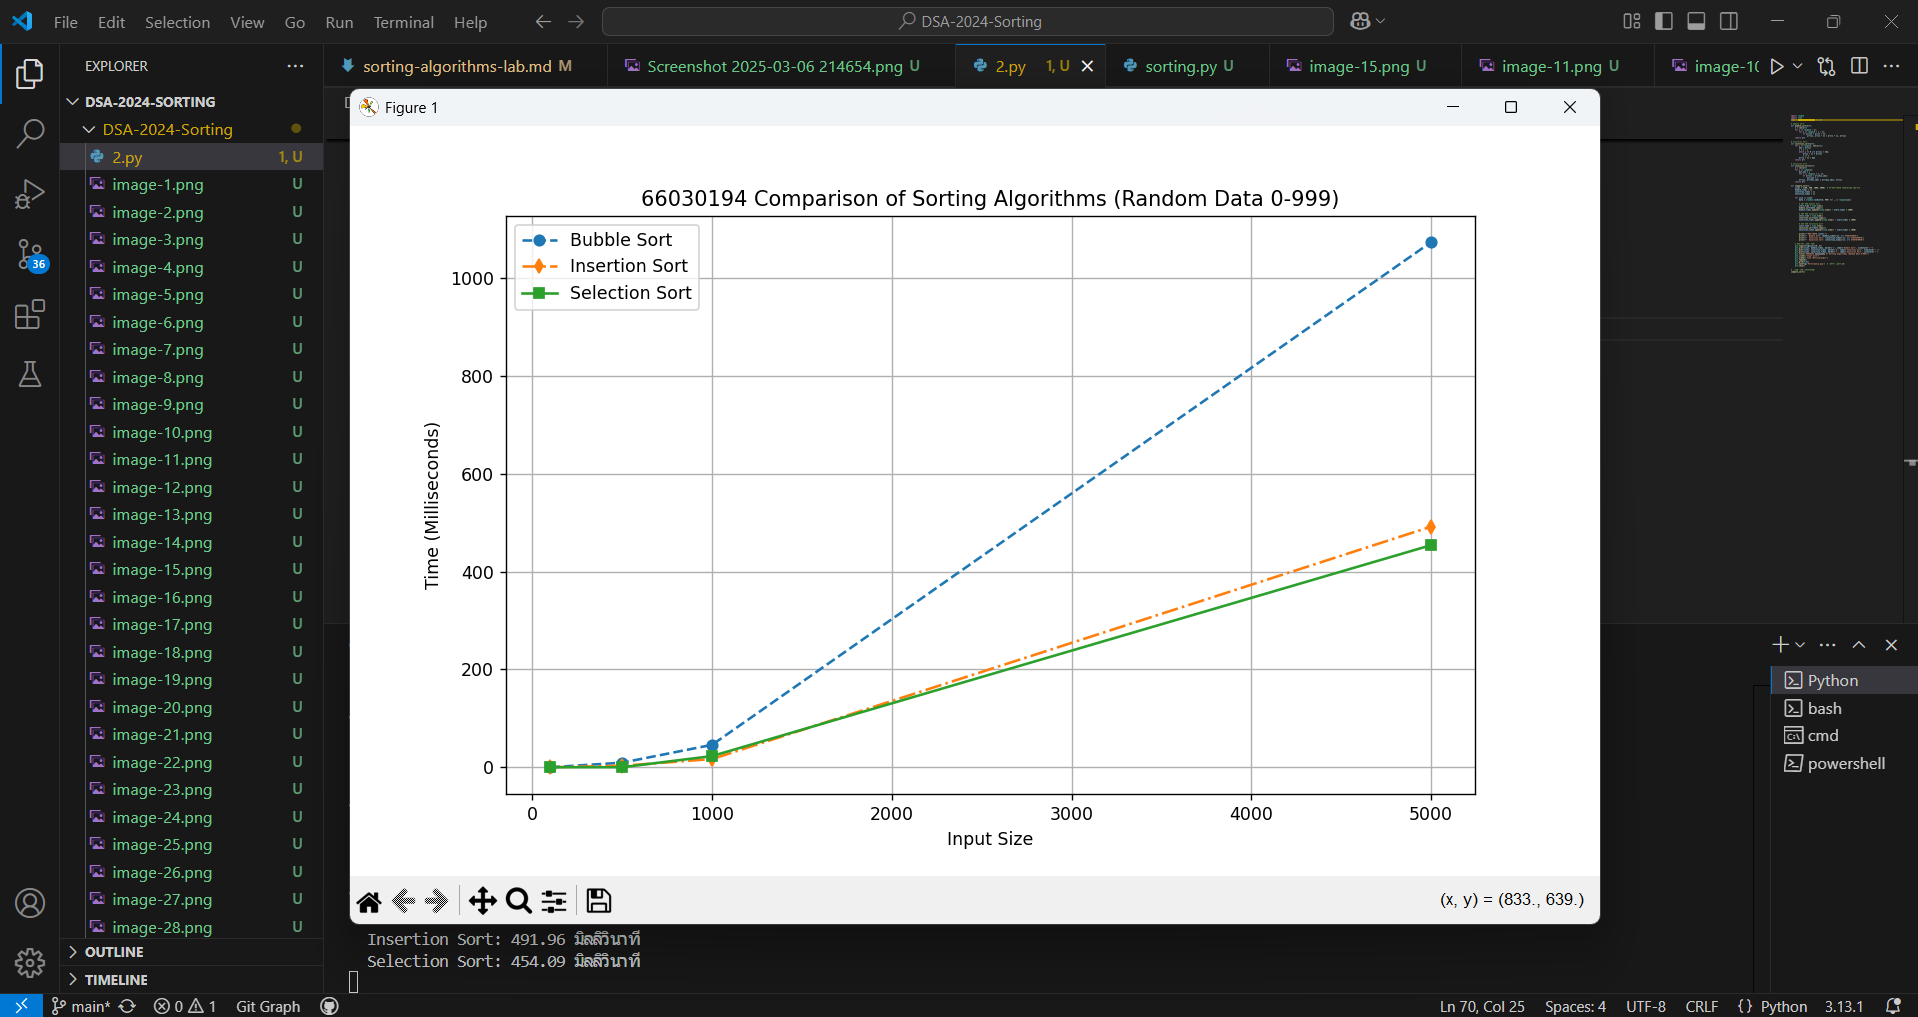 File Edit Selection View Go Run Terminal Help
DSA-2024-Sorting
EXPLORER
sorting-algorithms-lab.md M
Screenshot 2025-03-06 214654.png U
2.py 1, U
sorting.py U
image-15.png U
image-11.png U
image-10
DSA-2024-SORTING
DSA-2024-Sorting
2.py 1, U
image-1.png U
image-2.png U
image-3.png U
image-4.png U
image-5.png U
image-6.png U
image-7.png U
image-8.png U
image-9.png U
image-10.png U
image-11.png U
image-12.png U
image-13.png U
image-14.png U
image-15.png U
image-16.png U
image-17.png U
image-18.png U
image-19.png U
image-20.png U
image-21.png U
image-22.png U
image-23.png U
image-24.png U
image-25.png U
image-26.png U
image-27.png U
image-28.png U
OUTLINE
TIMELINE
36
Figure 1
66030194 Comparison of Sorting Algorithms (Random Data 0-999)
Bubble Sort
Insertion Sort
Selection Sort
Time (Milliseconds)
1000
800
600
400
200
0
0 1000 2000 3000 4000 5000
Input Size
(x, y) = (833., 639.)
Insertion Sort: 491.96 มิลลิวินาที
Selection Sort: 454.09 มิลลิวินาที
Python
bash
cmd
powershell
main* 0 1 Git Graph
Ln 70, Col 25 Spaces: 4 UTF-8 CRLF {} Python 3.13.1